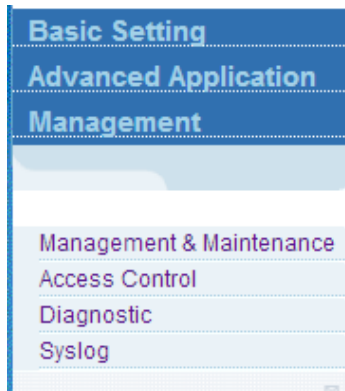 Basic Setting
Advanced Application
Management
Management & Maintenance
Access Control
Diagnostic
Syslog